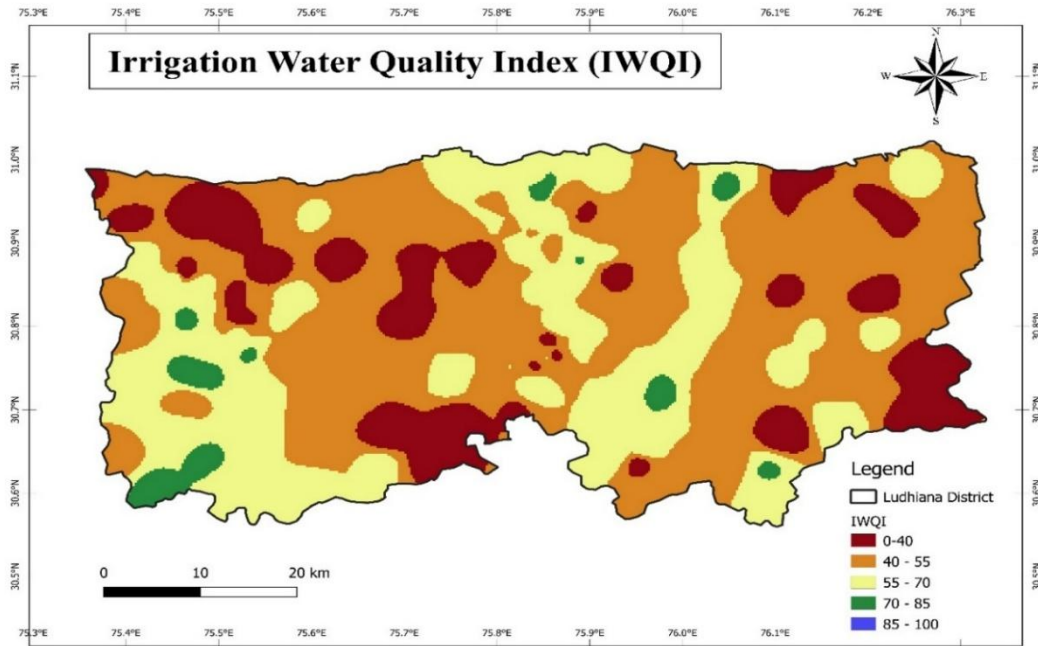 75.3°E 75.4°E 75.5°E 75.6°E 75.7°E 75.8°E 75.9°E 76.0°E 76.1°E 76.2°E 76.3°E
Irrigation Water Quality Index (IWQI)
N
W E
S
31.1°N
31.0°N
30.9°N
30.8°N
30.7°N
30.6°N
30.5°N
Legend
Ludhiana District
IWQI
0-40
40 - 55
55 - 70
70 - 85
85 - 100
0 10 20 km
75.3°E 75.4°E 75.5°E 75.6°E 75.7°E 75.8°E 75.9°E 76.0°E 76.1°E